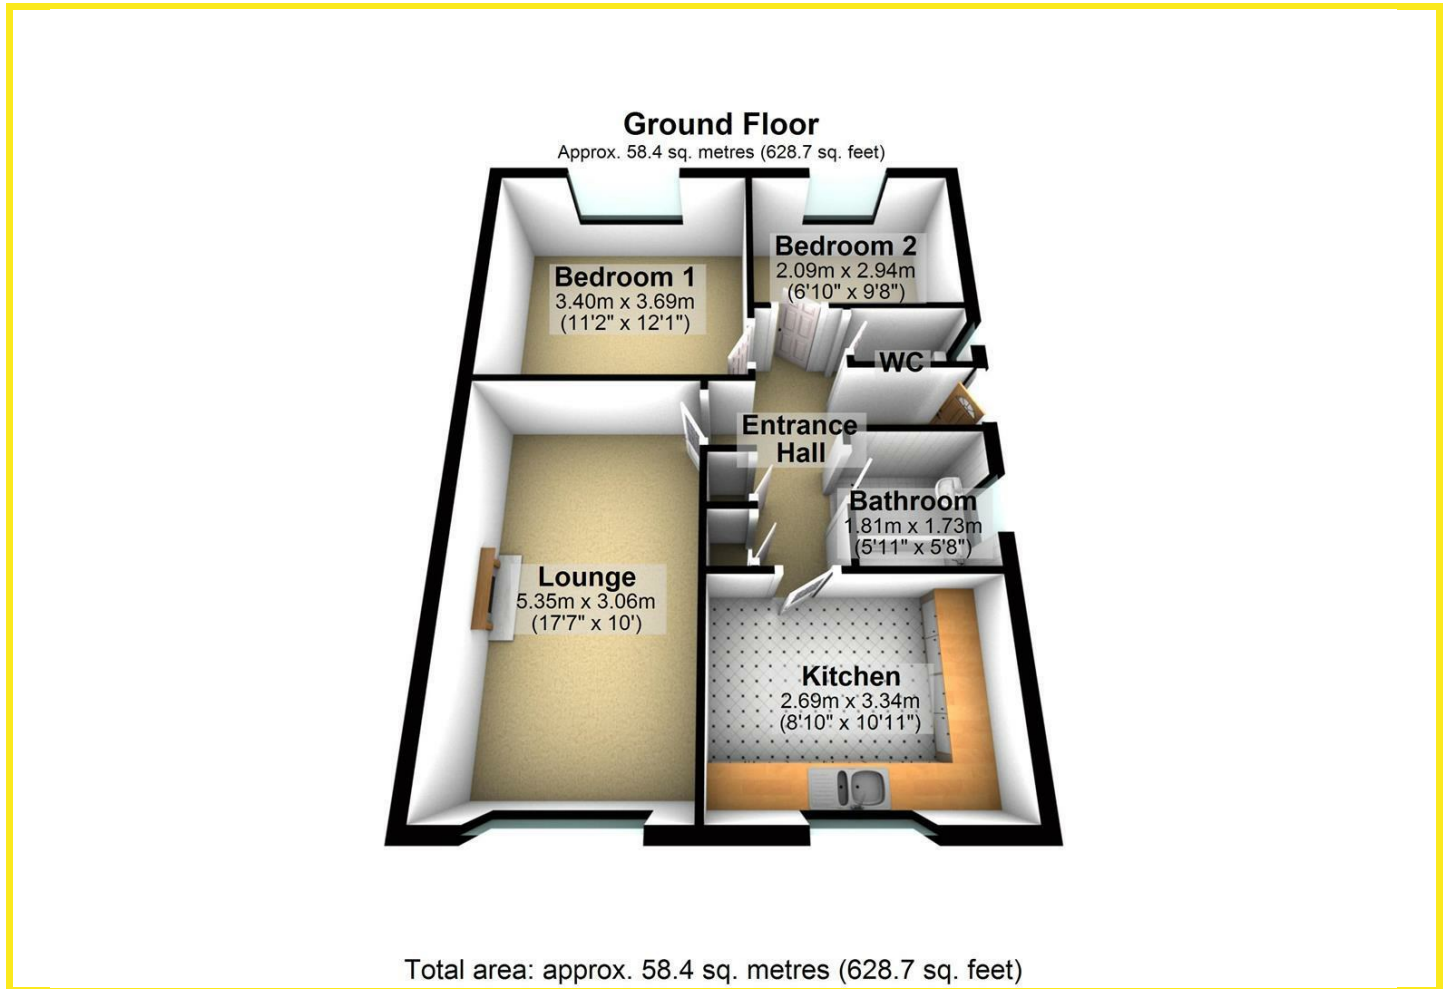 Ground Floor
Approx. 58.4 sq. metres (628.7 sq. feet)
Bedroom 2
2.09m x 2.94m
(6'10" x 9'8")
Bedroom 1
3.40m x 3.69m
(11'2" x 12'1")
WC
Entrance
Hall
Bathroom
1.81m x 1.73m
(5'11" x 5'8")
Lounge
5.35m x 3.06m
(17'7" x 10')
Kitchen
2.69m x 3.34m
(8'10" x 10'11")
Total area: approx. 58.4 sq. metres (628.7 sq. feet)